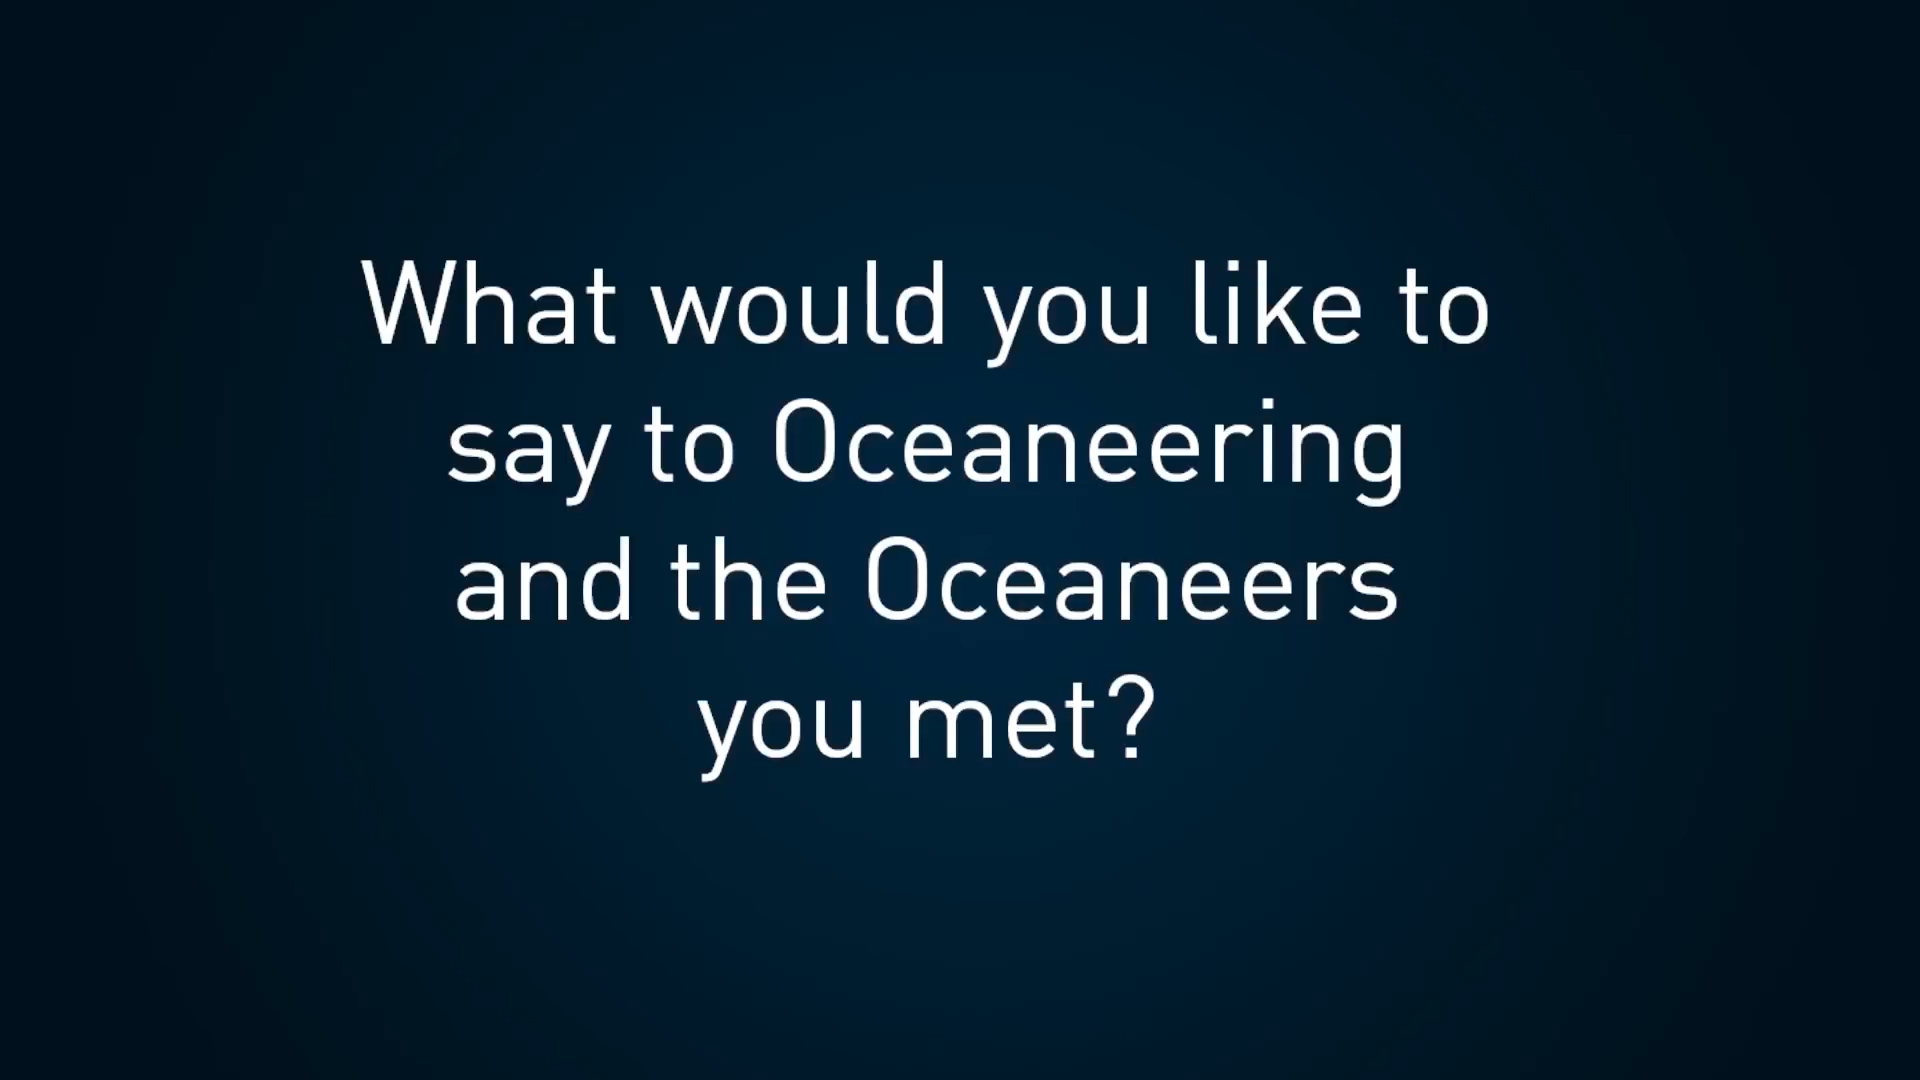 What would you like to
say to Oceaneering
and the Oceaneers
you met?